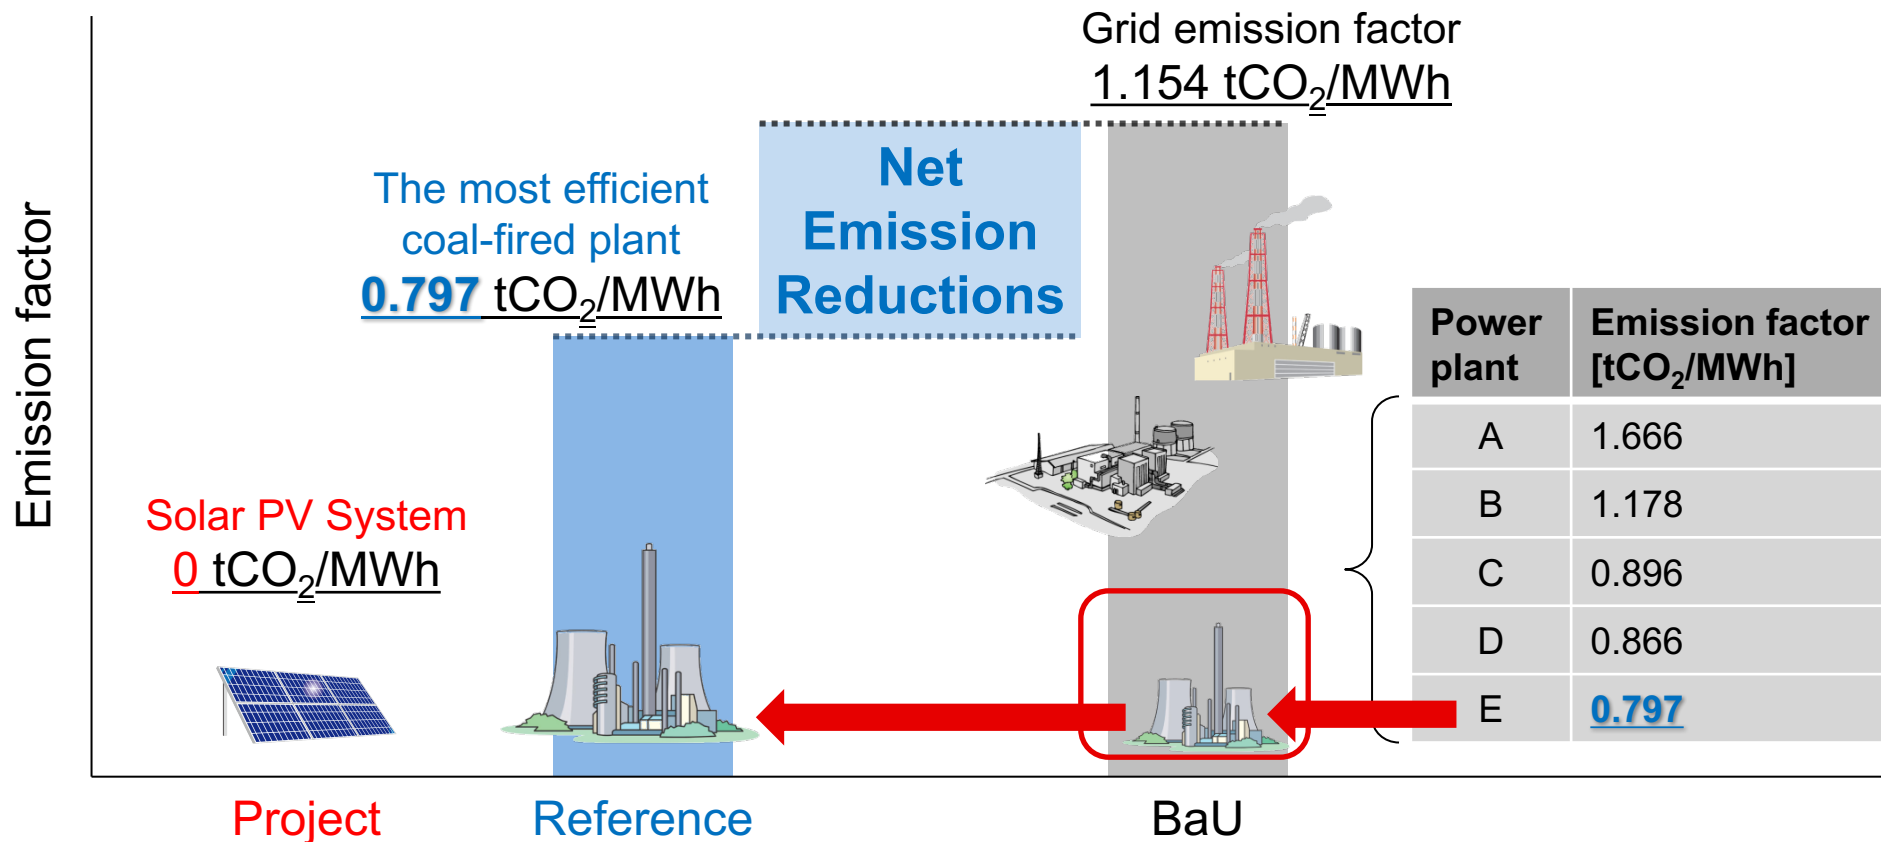 Grid emission factor
1.154 tCO₂/MWh
Net
Emission
Reductions
The most efficient
coal-fired plant
0.797 tCO₂/MWh
Emission factor
Solar PV System
0 tCO₂/MWh
Power plant Emission factor [tCO₂/MWh]
A 1.666
B 1.178
C 0.896
D 0.866
E 0.797
Project Reference BaU